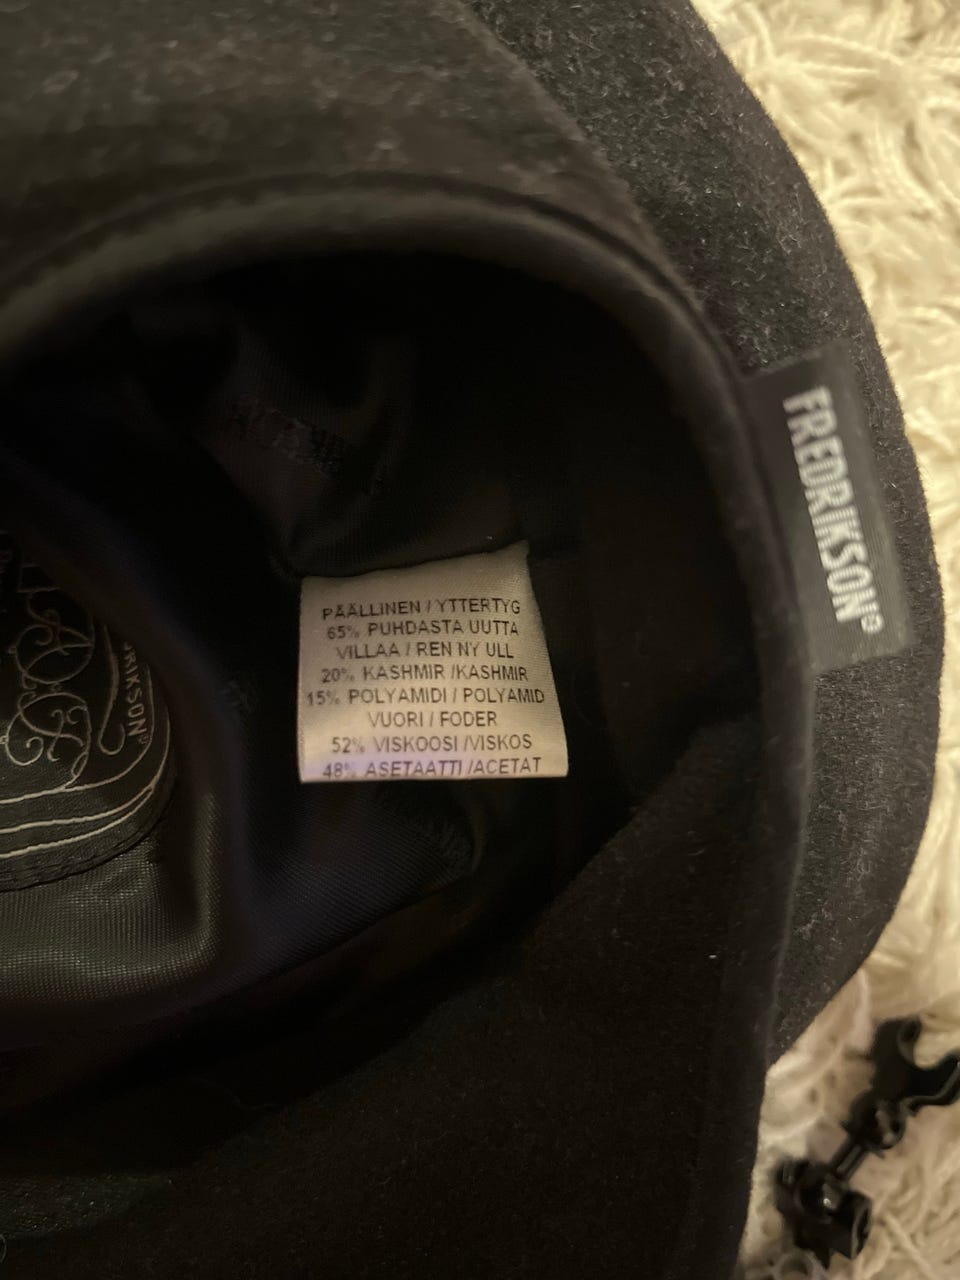 FREDRIKSON
PÄÄLLINEN / YTTERTYG
65% PUHDASTA UUTTA
VILLAA / REN NY ULL
20% KASHMIR /KASHMIR
15% POLYAMIDI / POLYAMID
VUORI / FODER
52% VISKOOSI /VISKOS
48% ASETAATTI /ACETAT
RIKSON